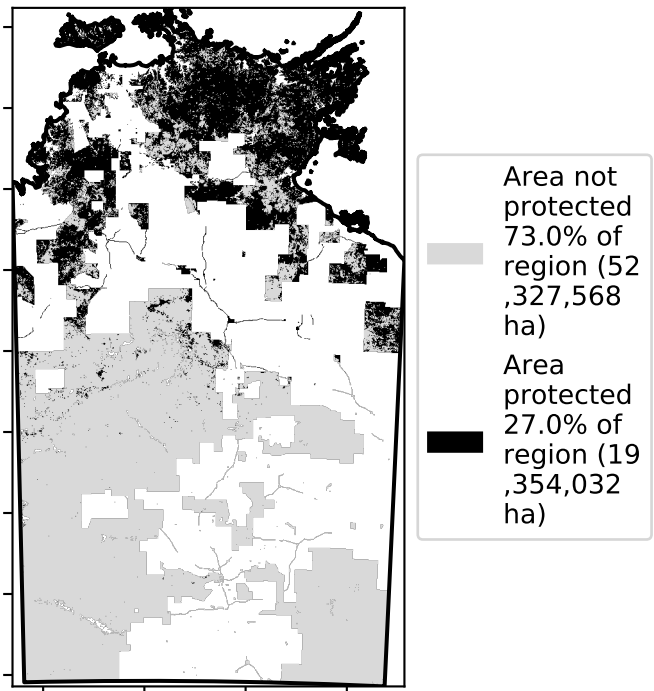 Area not
protected
73.0% of
region (52
,327,568
ha)
Area
protected
27.0% of
region (19
,354,032
ha)